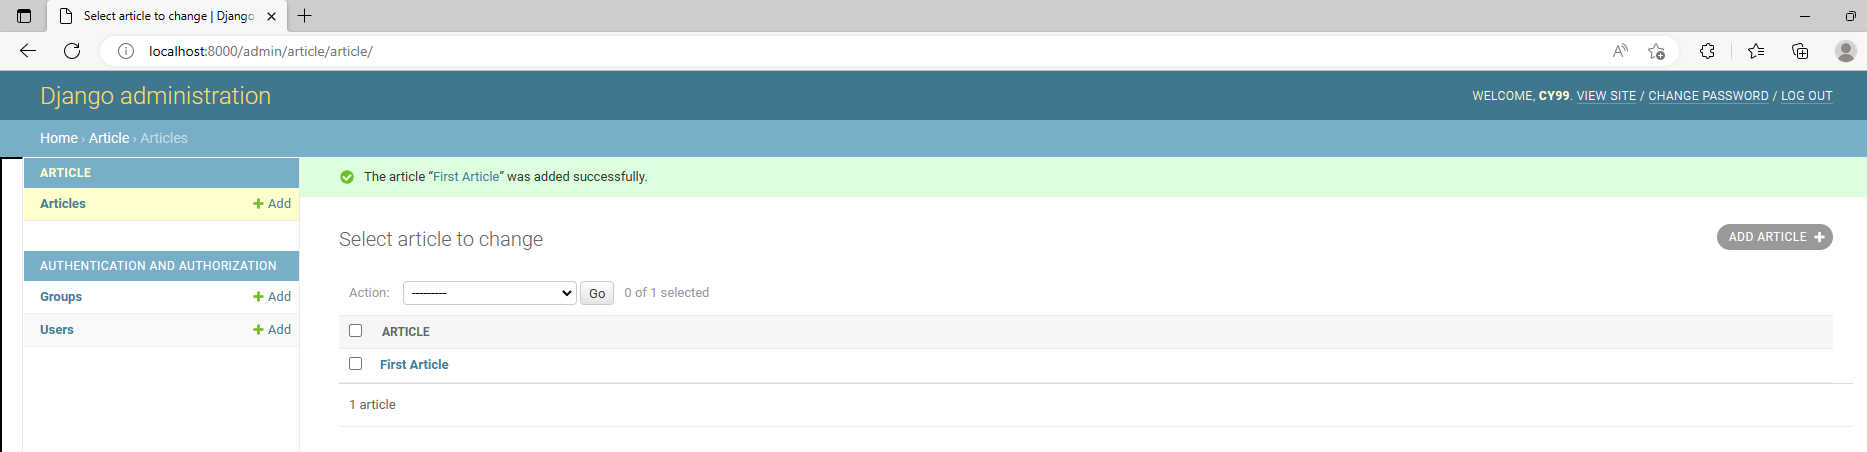 Select article to change | Django
localhost:8000/admin/article/article/
Django administration
WELCOME, CY99. VIEW SITE / CHANGE PASSWORD / LOG OUT
Home › Article › Articles
ARTICLE
Articles
Add
AUTHENTICATION AND AUTHORIZATION
Groups
Add
Users
Add
The article “First Article” was added successfully.
Select article to change
ADD ARTICLE
Action: --------- Go 0 of 1 selected
ARTICLE
First Article
1 article